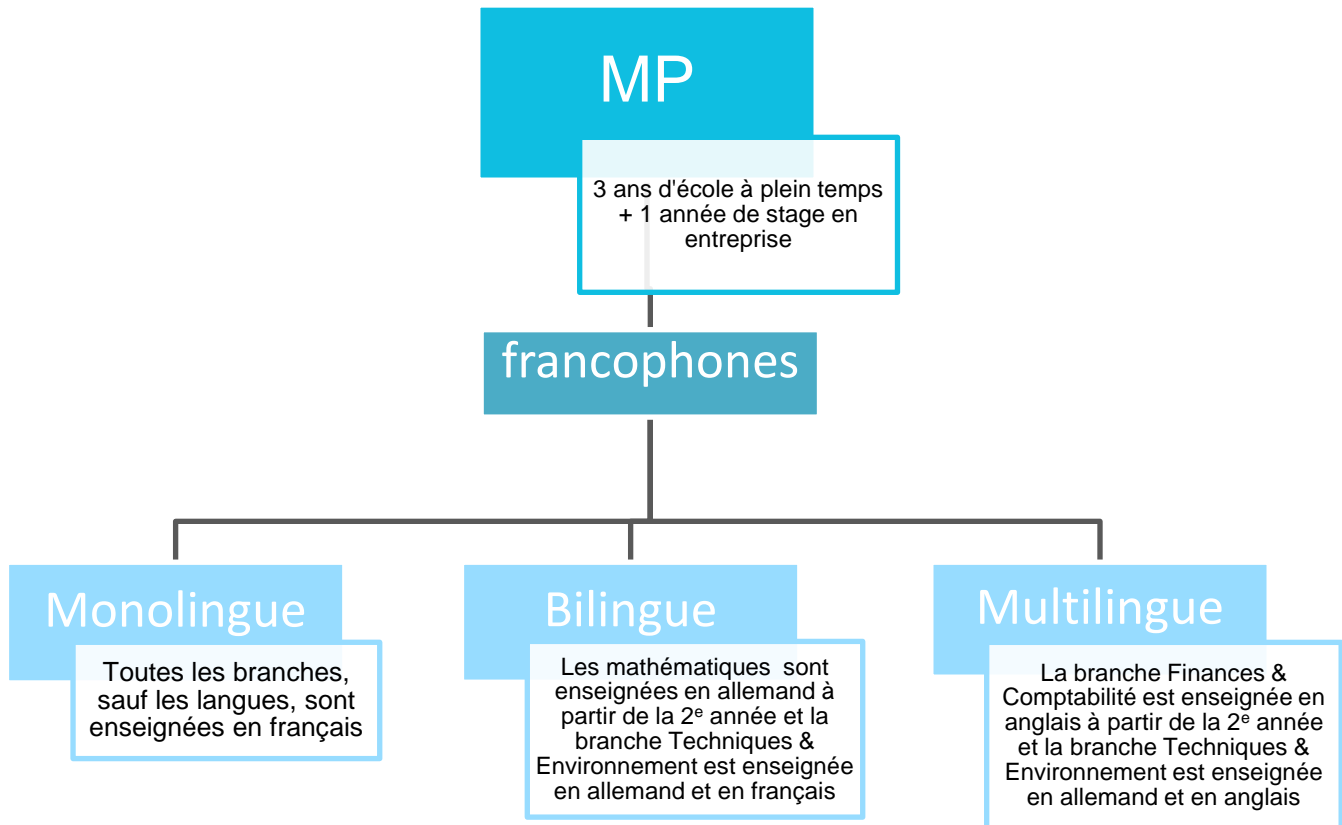 MP
3 ans d'école à plein temps
+ 1 année de stage en
entreprise
francophones
Monolingue
Toutes les branches,
sauf les langues, sont
enseignées en français
Bilingue
Les mathématiques sont
enseignées en allemand à
partir de la 2e année et la
branche Techniques &
Environnement est enseignée
en allemand et en français
Multilingue
La branche Finances &
Comptabilité est enseignée en
anglais à partir de la 2e année
et la branche Techniques &
Environnement est enseignée
en allemand et en anglais